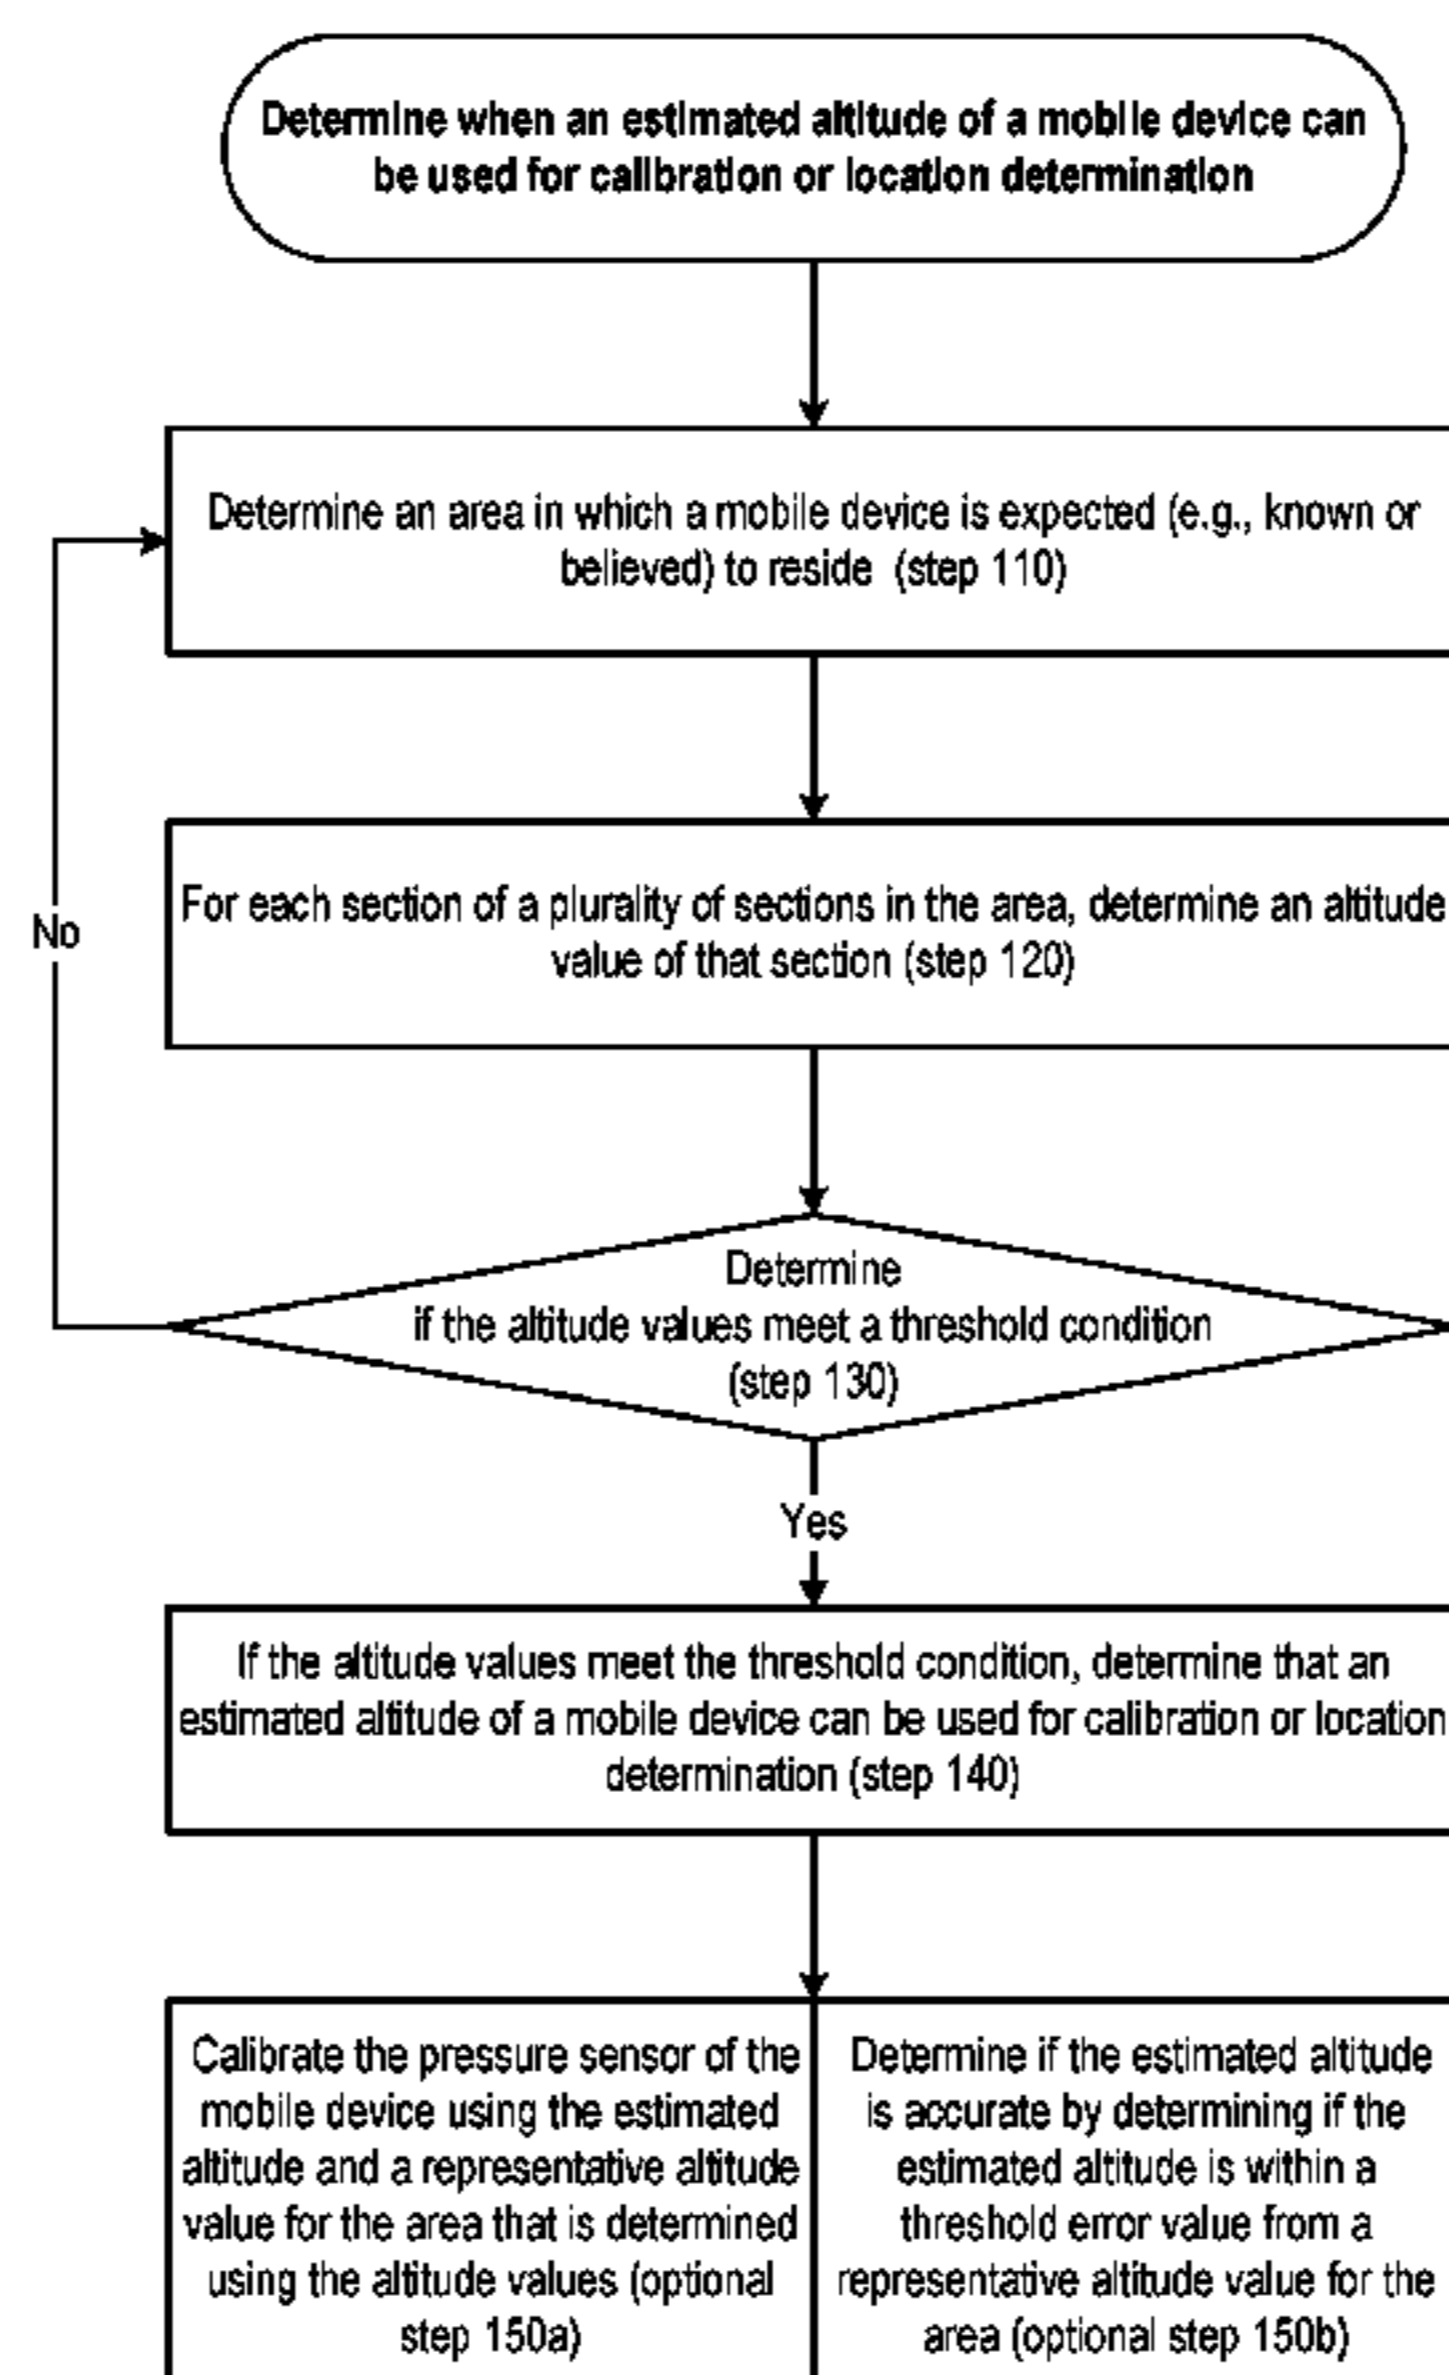 Determine when an estimated altitude of a mobile device can
be used for calibration or location determination
Determine an area in which a mobile device is expected (e.g., known or
believed) to reside (step 110)
For each section of a plurality of sections in the area, determine an altitude
value of that section (step 120)
No
Determine
if the altitude values meet a threshold condition
(step 130)
Yes
If the altitude values meet the threshold condition, determine that an
estimated altitude of a mobile device can be used for calibration or location
determination (step 140)
Calibrate the pressure sensor of the
mobile device using the estimated
altitude and a representative altitude
value for the area that is determined
using the altitude values (optional
step 150a)
Determine if the estimated altitude
is accurate by determining if the
estimated altitude is within a
threshold error value from a
representative altitude value for the
area (optional step 150b)